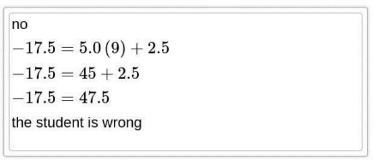 no
−17.5 = 5.0 (9) + 2.5
−17.5 = 45 + 2.5
−17.5 = 47.5
the student is wrong